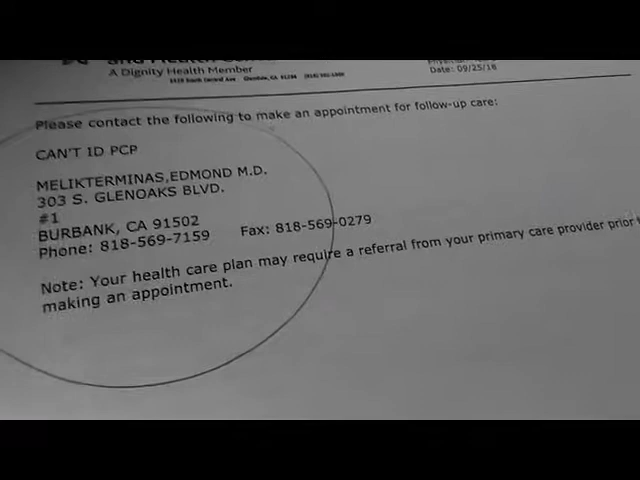 A Dignity Health Member
Date: 09/25/18
Please contact the following to make an appointment for follow-up care:
CAN'T ID PCP
MELIKTERMINAS,EDMOND M.D.
303 S. GLENOAKS BLVD.
#1
BURBANK, CA 91502
Phone: 818-569-7159 Fax: 818-569-0279
Note: Your health care plan may require a referral from your primary care provider prior
making an appointment.